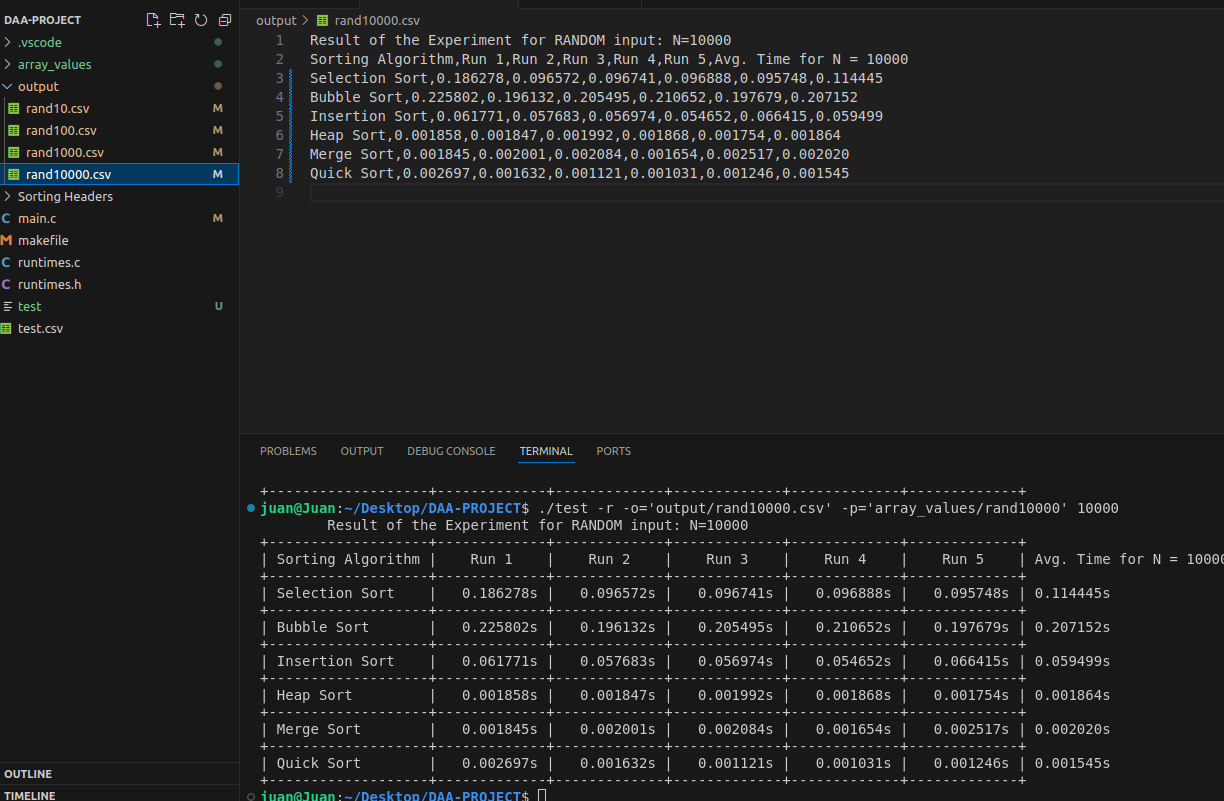 DAA-PROJECT
.vscode
array_values
output
rand10.csv M
rand100.csv M
rand1000.csv M
rand10000.csv M
Sorting Headers
C main.c M
M makefile
C runtimes.c
C runtimes.h
test U
test.csv
OUTLINE
TIMELINE
output > rand10000.csv
1 Result of the Experiment for RANDOM input: N=10000
2 Sorting Algorithm,Run 1,Run 2,Run 3,Run 4,Run 5,Avg. Time for N = 10000
3 Selection Sort,0.186278,0.096572,0.096741,0.096888,0.095748,0.114445
4 Bubble Sort,0.225802,0.196132,0.205495,0.210652,0.197679,0.207152
5 Insertion Sort,0.061771,0.057683,0.056974,0.054652,0.066415,0.059499
6 Heap Sort,0.001858,0.001847,0.001992,0.001868,0.001754,0.001864
7 Merge Sort,0.001845,0.002001,0.002084,0.001654,0.002517,0.002020
8 Quick Sort,0.002697,0.001632,0.001121,0.001031,0.001246,0.001545
9
PROBLEMS OUTPUT DEBUG CONSOLE TERMINAL PORTS
+--------------------+-------------+-------------+-------------+-------------+-------------+
juan@Juan:~/Desktop/DAA-PROJECT$ ./test -r -o='output/rand10000.csv' -p='array_values/rand10000' 10000
Result of the Experiment for RANDOM input: N=10000
+--------------------+-------------+-------------+-------------+-------------+-------------+
| Sorting Algorithm | Run 1 | Run 2 | Run 3 | Run 4 | Run 5 | Avg. Time for N = 10000
+--------------------+-------------+-------------+-------------+-------------+-------------+
| Selection Sort | 0.186278s | 0.096572s | 0.096741s | 0.096888s | 0.095748s | 0.114445s
+--------------------+-------------+-------------+-------------+-------------+-------------+
| Bubble Sort | 0.225802s | 0.196132s | 0.205495s | 0.210652s | 0.197679s | 0.207152s
+--------------------+-------------+-------------+-------------+-------------+-------------+
| Insertion Sort | 0.061771s | 0.057683s | 0.056974s | 0.054652s | 0.066415s | 0.059499s
+--------------------+-------------+-------------+-------------+-------------+-------------+
| Heap Sort | 0.001858s | 0.001847s | 0.001992s | 0.001868s | 0.001754s | 0.001864s
+--------------------+-------------+-------------+-------------+-------------+-------------+
| Merge Sort | 0.001845s | 0.002001s | 0.002084s | 0.001654s | 0.002517s | 0.002020s
+--------------------+-------------+-------------+-------------+-------------+-------------+
| Quick Sort | 0.002697s | 0.001632s | 0.001121s | 0.001031s | 0.001246s | 0.001545s
+--------------------+-------------+-------------+-------------+-------------+-------------+
juan@Juan:~/Desktop/DAA-PROJECT$